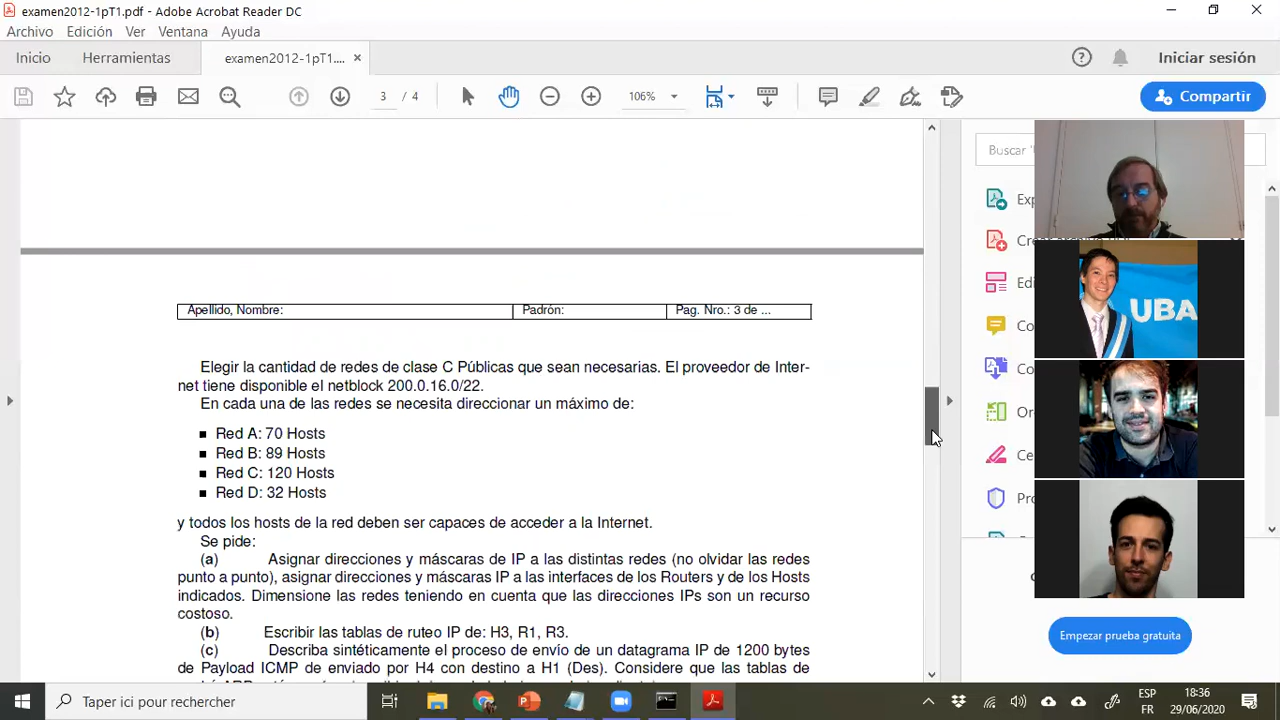 examen2012-1pT1.pdf - Adobe Acrobat Reader DC
Archivo Edición Ver Ventana Ayuda
Inicio Herramientas examen2012-1pT1.... × Iniciar sesión
3 / 4 106% Compartir
Buscar
Apellido, Nombre: Padrón: Pag. Nro.: 3 de ...
Elegir la cantidad de redes de clase C Públicas que sean necesarias. El proveedor de Inter-
net tiene disponible el netblock 200.0.16.0/22.
En cada una de las redes se necesita direccionar un máximo de:
Red A: 70 Hosts
Red B: 89 Hosts
Red C: 120 Hosts
Red D: 32 Hosts
y todos los hosts de la red deben ser capaces de acceder a la Internet.
Se pide:
(a) Asignar direcciones y máscaras de IP a las distintas redes (no olvidar las redes
punto a punto), asignar direcciones y máscaras IP a las interfaces de los Routers y de los Hosts
indicados. Dimensione las redes teniendo en cuenta que las direcciones IPs son un recurso
costoso.
(b) Escribir las tablas de ruteo IP de: H3, R1, R3.
(c) Describa sintéticamente el proceso de envío de un datagrama IP de 1200 bytes
de Payload ICMP de enviado por H4 con destino a H1 (Des). Considere que las tablas de
UBA
Empezar prueba gratuita
Taper ici pour rechercher
ESP
FR
18:36
29/06/2020